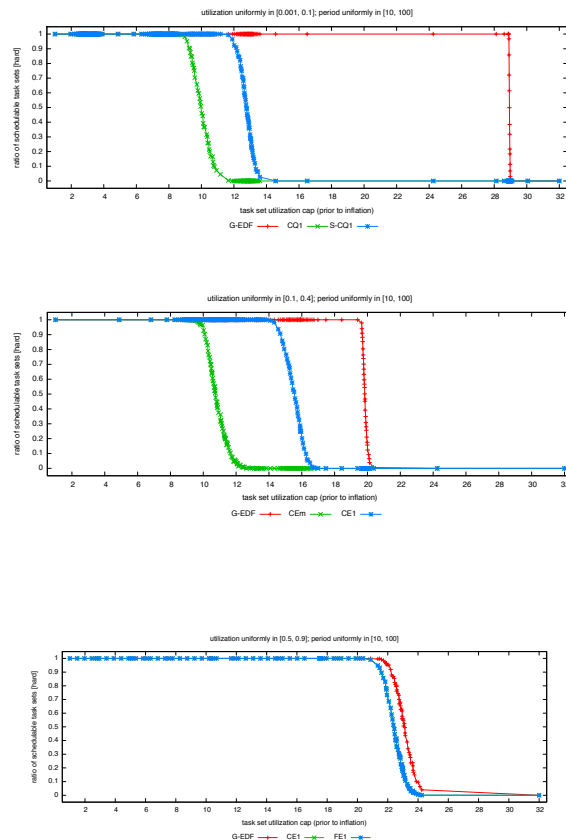 utilization uniformly in [0.001, 0.1]; period uniformly in [10, 100]
ratio of schedulable task sets [hard]
1
0.9
0.8
0.7
0.6
0.5
0.4
0.3
0.2
0.1
0
2 4 6 8 10 12 14 16 18 20 22 24 26 28 30 32
task set utilization cap (prior to inflation)
G-EDF CQ1 S-CQ1
utilization uniformly in [0.1, 0.4]; period uniformly in [10, 100]
ratio of schedulable task sets [hard]
1
0.9
0.8
0.7
0.6
0.5
0.4
0.3
0.2
0.1
0
2 4 6 8 10 12 14 16 18 20 22 24 26 28 30 32
task set utilization cap (prior to inflation)
G-EDF CEm CE1
utilization uniformly in [0.5, 0.9]; period uniformly in [10, 100]
ratio of schedulable task sets [hard]
1
0.9
0.8
0.7
0.6
0.5
0.4
0.3
0.2
0.1
0
2 4 6 8 10 12 14 16 18 20 22 24 26 28 30 32
task set utilization cap (prior to inflation)
G-EDF CE1 FE1